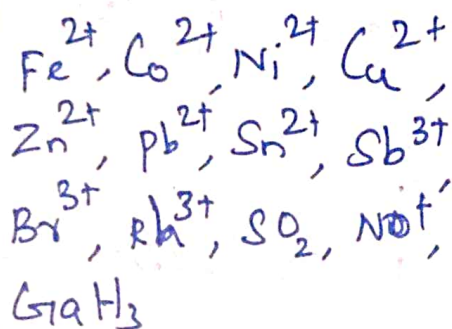 Fe²⁺, Co²⁺, Ni²⁺, Cu²⁺,
Zn²⁺, Pb²⁺, Sn²⁺, Sb³⁺,
Br³⁺, Rh³⁺, SO₂, NO⁺,
GaH₃